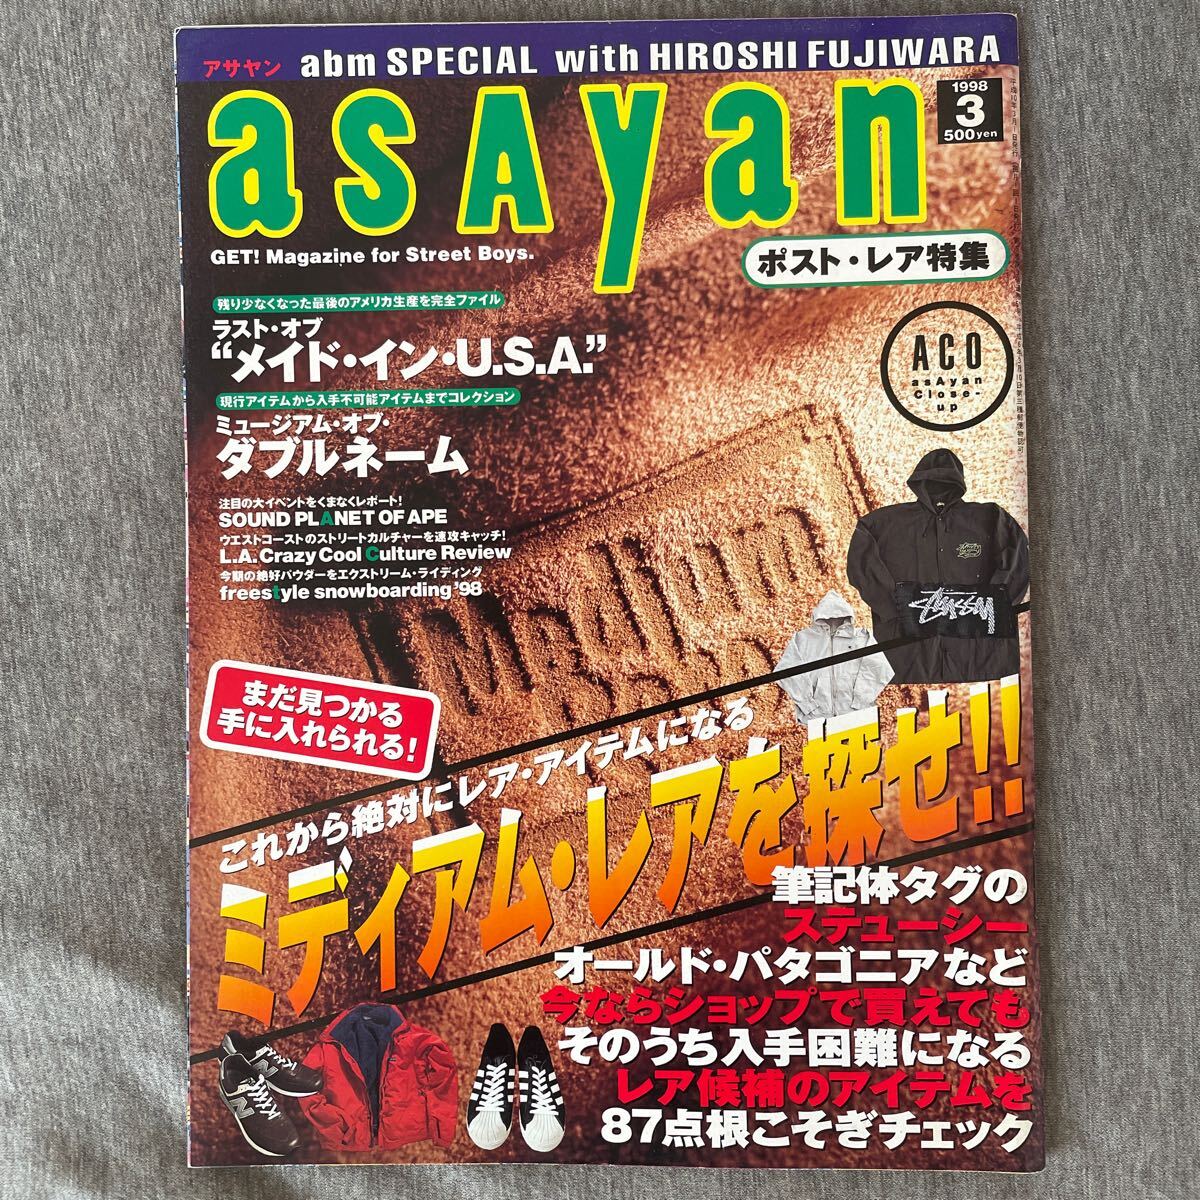 アサヤン abm SPECIAL with HIROSHI FUJIWARA
asAyan
1998
3
500yen
GET! Magazine for Street Boys.
ポスト・レア特集
残り少なくなった最後のアメリカ生産を完全ファイル
ラスト・オブ
“メイド・イン・U.S.A.”
現行アイテムから入手不可能アイテムまでコレクション
ミュージアム・オブ・
ダブルネーム
注目の大イベントをくまなくレポート!
SOUND PLANET OF APE
ウエストコーストのストリートカルチャーを速攻キャッチ!
L.A. Crazy Cool Culture Review
今期の絶好パウダーをエクストリーム・ライディング
freestyle snowboarding '98
ACO
asAyan
Close-
up
Medium
STÜSSY
まだ見つかる
手に入れられる!
これから絶対にレア・アイテムになる
ミディアム・レアを探せ!!
筆記体タグの
ステューシー
オールド・パタゴニアなど
今ならショップで買えても
そのうち入手困難になる
レア候補のアイテムを
87点根こそぎチェック